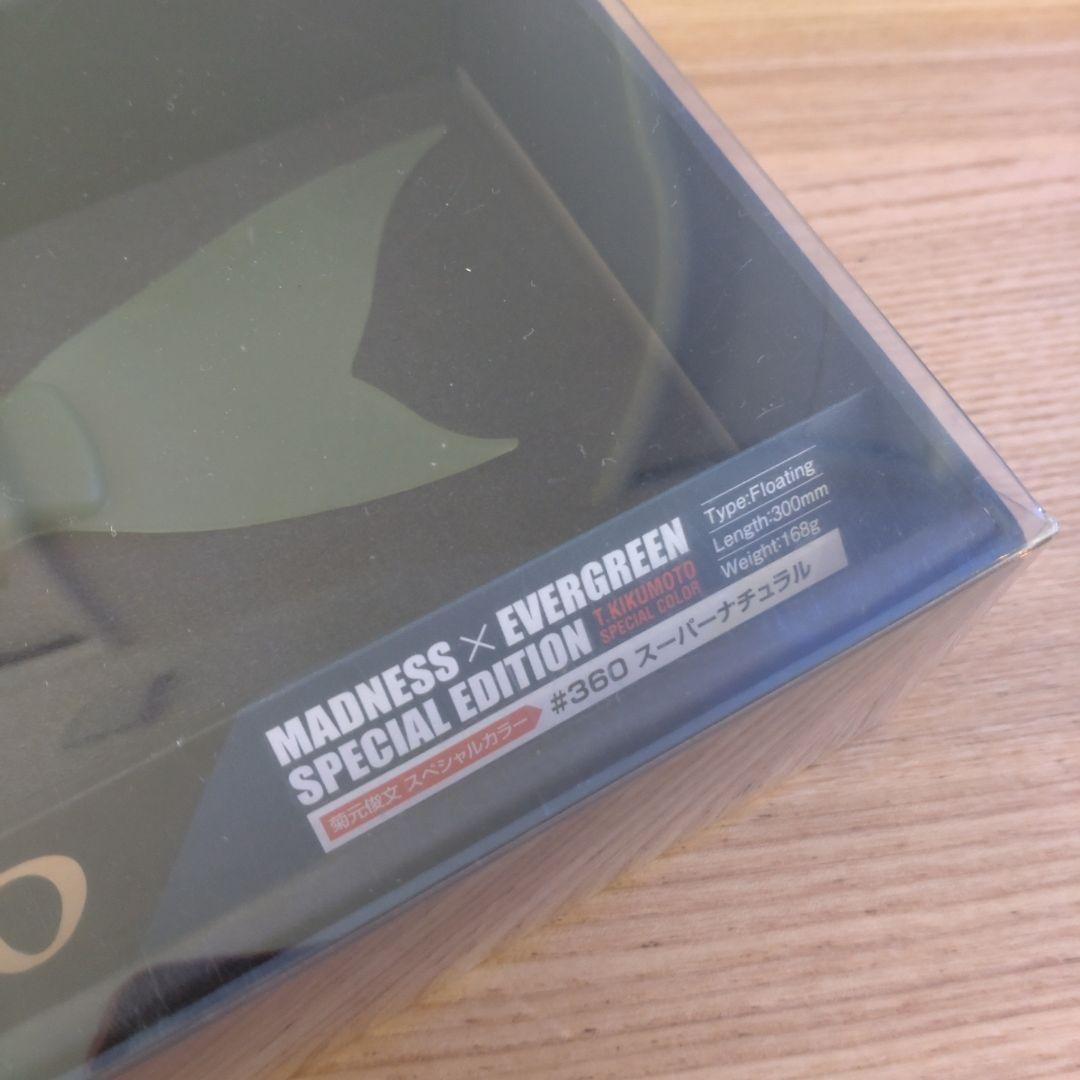 MADNESS × EVERGREEN
SPECIAL EDITION
T.KIKUMOTO
SPECIAL COLOR
Type:Floating
Length:300mm
Weight:168g
菊元俊文 スペシャルカラー
#360 スーパーナチュラル
O